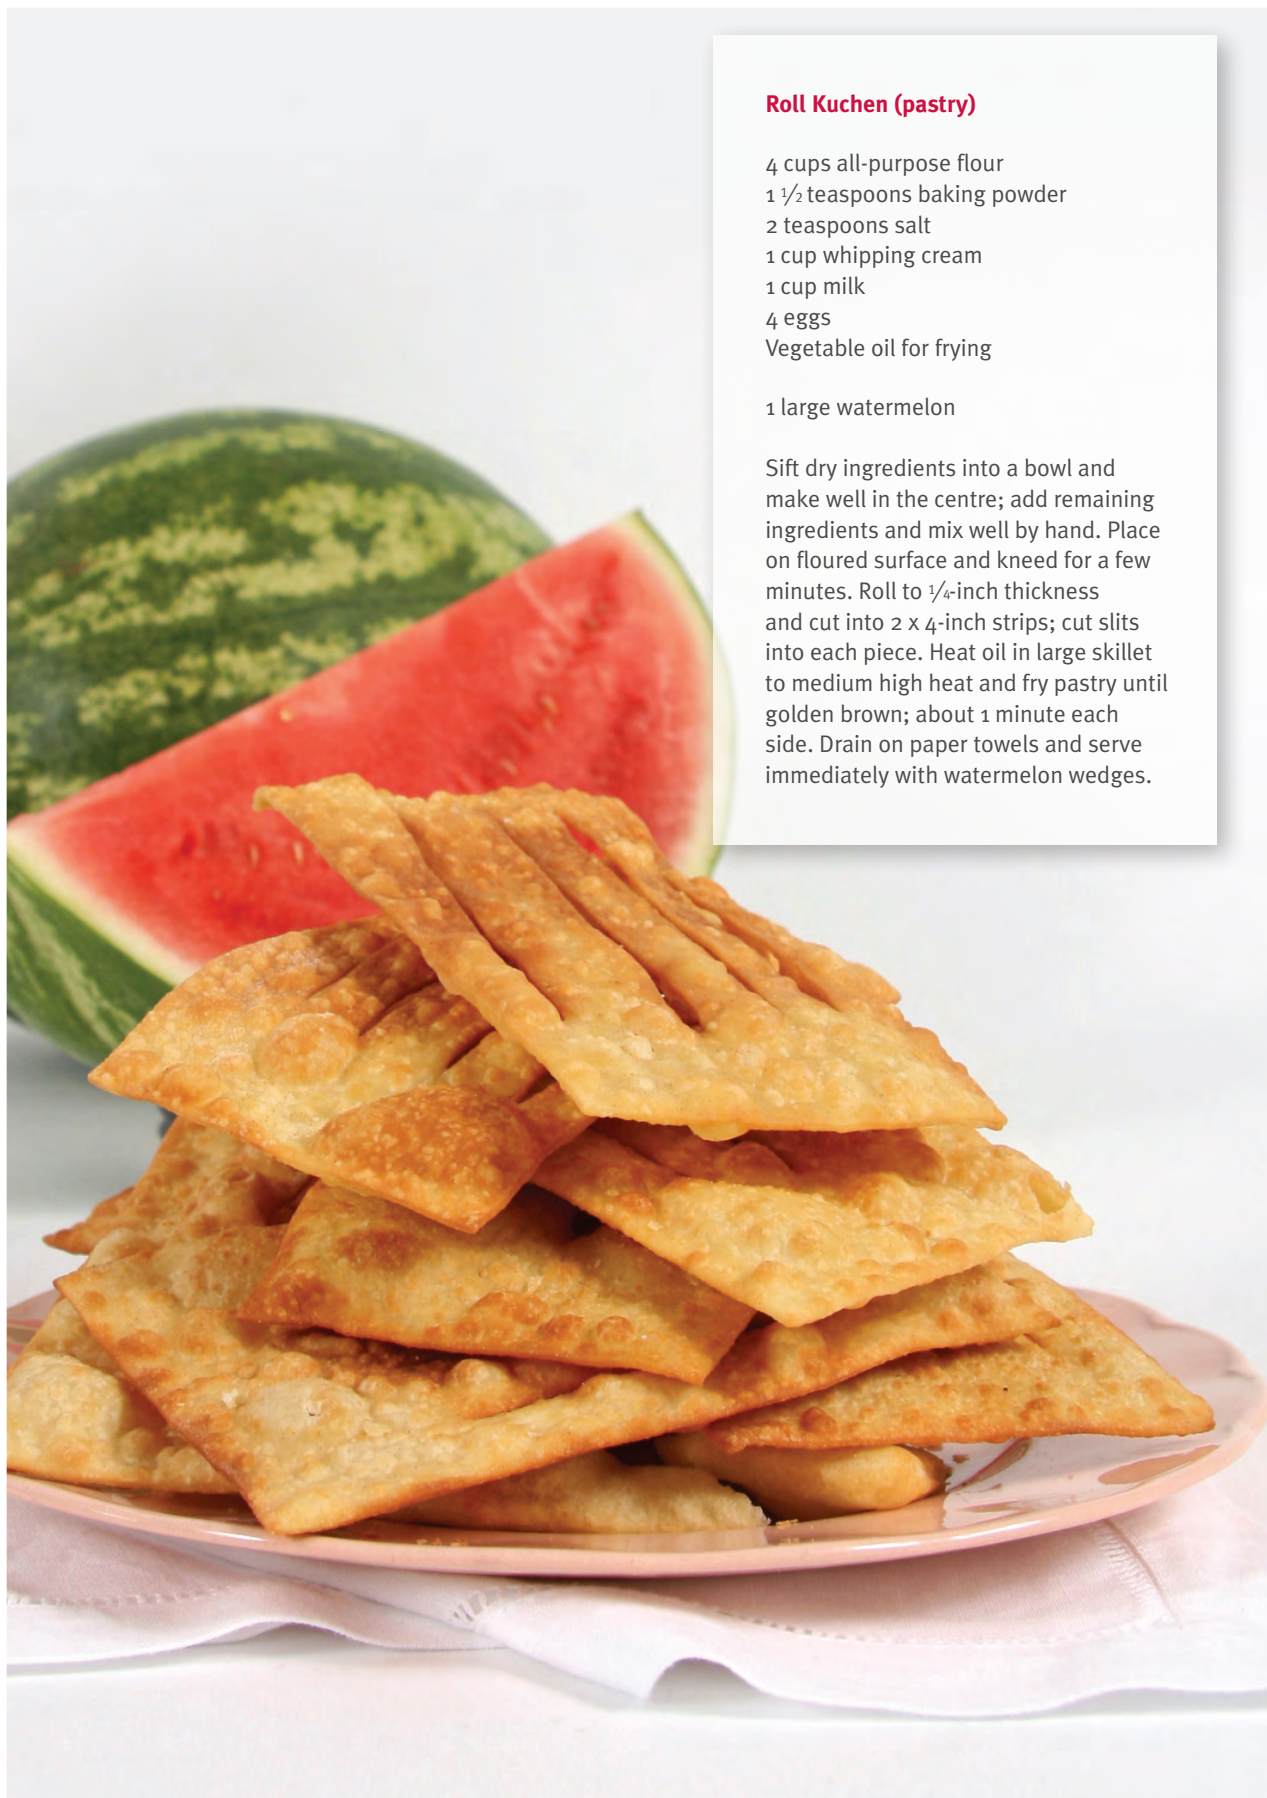 Roll Kuchen (pastry)
4 cups all-purpose flour
1 1/2 teaspoons baking powder
2 teaspoons salt
1 cup whipping cream
1 cup milk
4 eggs
Vegetable oil for frying
1 large watermelon
Sift dry ingredients into a bowl and
make well in the centre; add remaining
ingredients and mix well by hand. Place
on floured surface and kneed for a few
minutes. Roll to 1/4-inch thickness
and cut into 2 x 4-inch strips; cut slits
into each piece. Heat oil in large skillet
to medium high heat and fry pastry until
golden brown; about 1 minute each
side. Drain on paper towels and serve
immediately with watermelon wedges.